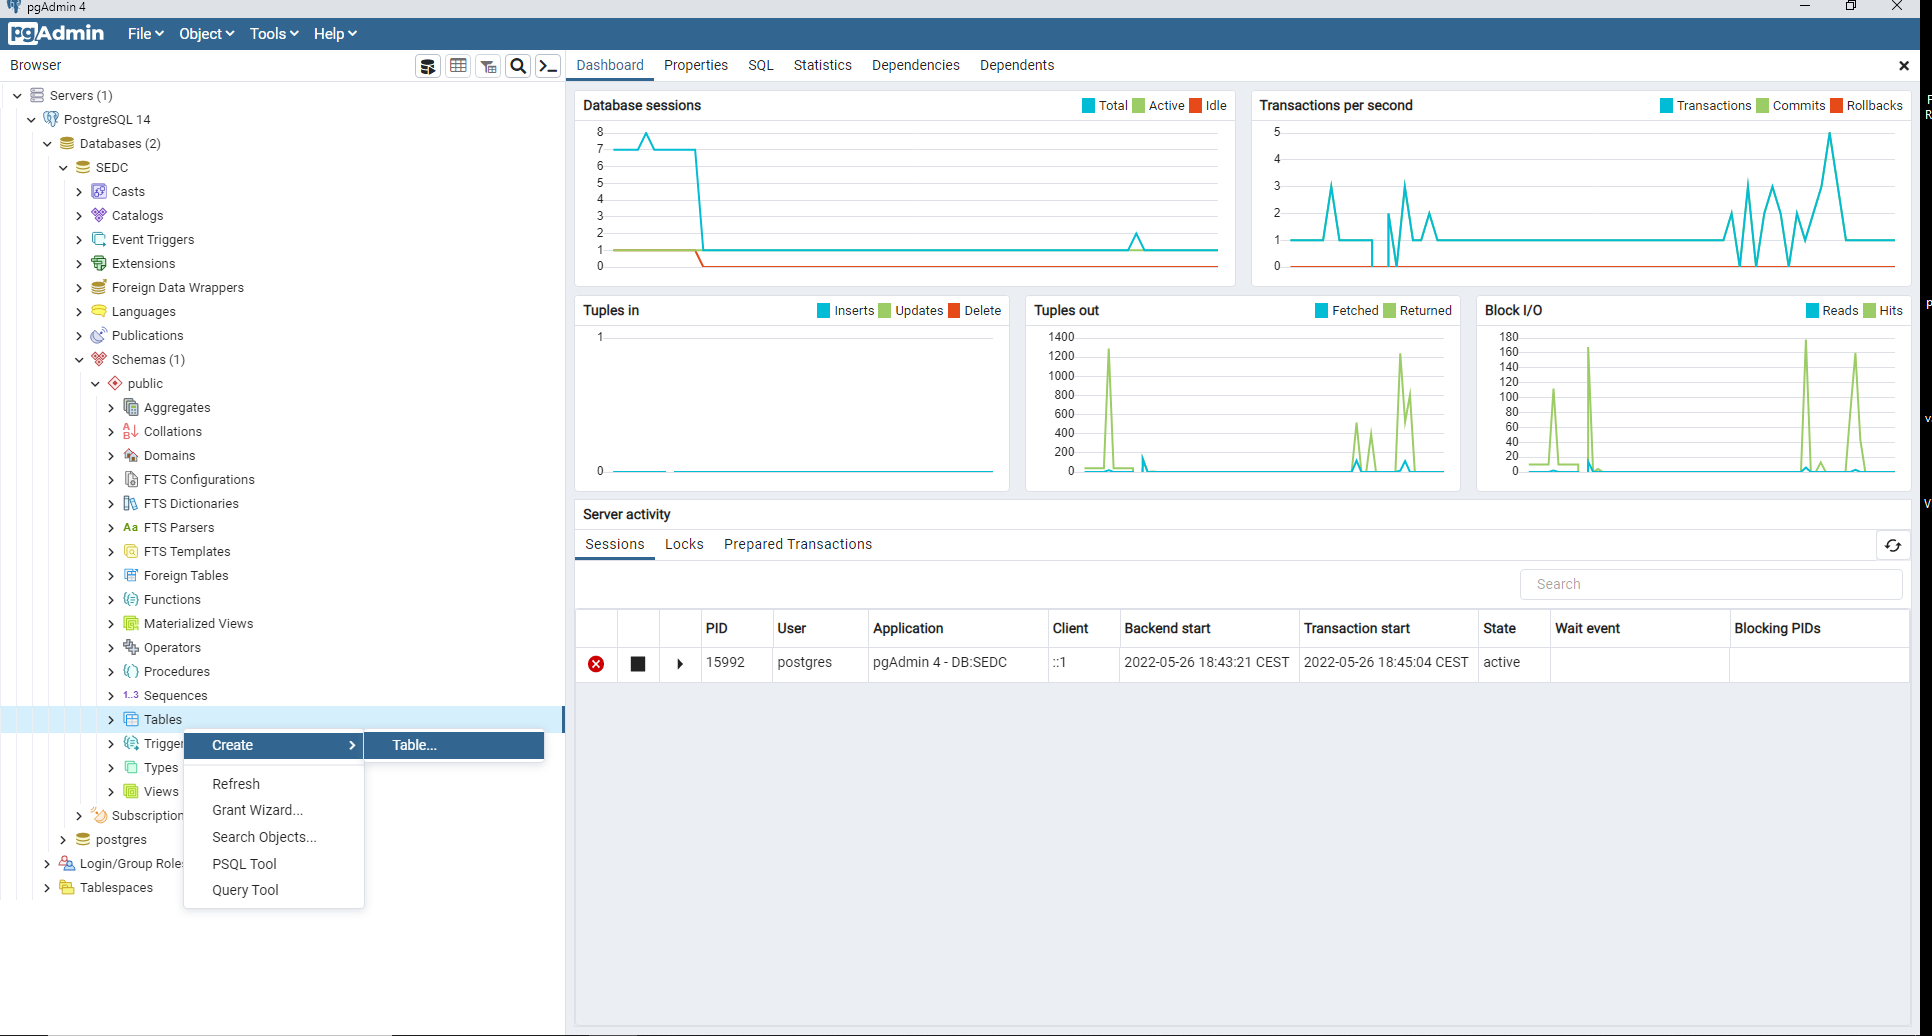 pgAdmin 4
pgAdmin File Object Tools Help
Browser
Dashboard Properties SQL Statistics Dependencies Dependents
Servers (1)
PostgreSQL 14
Databases (2)
SEDC
Casts
Catalogs
Event Triggers
Extensions
Foreign Data Wrappers
Languages
Publications
Schemas (1)
public
Aggregates
Collations
Domains
FTS Configurations
FTS Dictionaries
Aa FTS Parsers
FTS Templates
Foreign Tables
Functions
Materialized Views
Operators
Procedures
1..3 Sequences
Tables
Trigger
Types
Views
Subscription
postgres
Login/Group Roles
Tablespaces
Create
Table...
Refresh
Grant Wizard...
Search Objects...
PSQL Tool
Query Tool
Database sessions
Total Active Idle
8
7
6
5
4
3
2
1
0
Transactions per second
Transactions Commits Rollbacks
5
4
3
2
1
0
Tuples in
Inserts Updates Delete
1
0
Tuples out
Fetched Returned
1400
1200
1000
800
600
400
200
0
Block I/O
Reads Hits
180
160
140
120
100
80
60
40
20
0
Server activity
Sessions Locks Prepared Transactions
Search
PID User Application Client Backend start Transaction start State Wait event Blocking PIDs
15992 postgres pgAdmin 4 - DB:SEDC ::1 2022-05-26 18:43:21 CEST 2022-05-26 18:45:04 CEST active